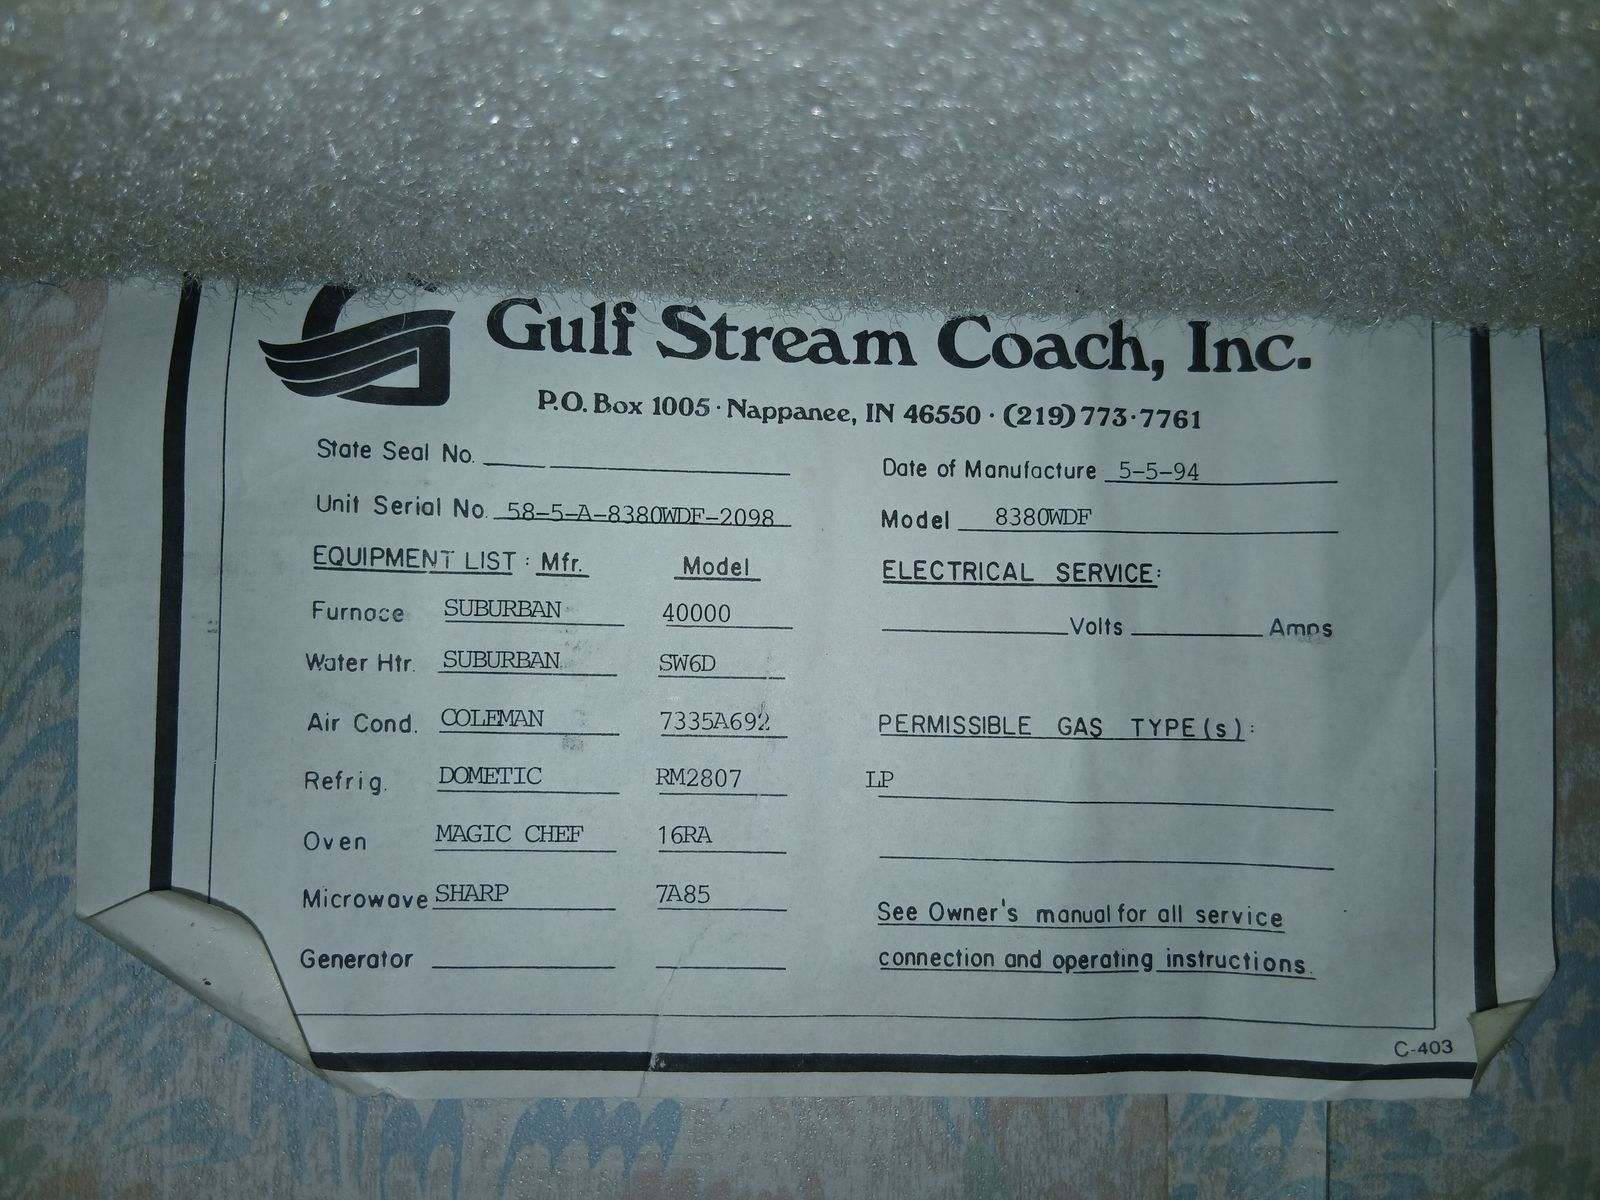 Gulf Stream Coach, Inc.
P.O. Box 1005 · Nappanee, IN 46550 · (219) 773-7761
State Seal No.
Date of Manufacture 5-5-94
Unit Serial No. 58-5-A-8380WDF-2098
Model 8380WDF
EQUIPMENT LIST : Mfr. Model
ELECTRICAL SERVICE:
Furnace SUBURBAN 40000
Volts Amps
Water Htr. SUBURBAN SW6D
Air Cond. COLEMAN 7335A692
PERMISSIBLE GAS TYPE(s):
Refrig. DOMETIC RM2807
LP
Oven MAGIC CHEF 16RA
Microwave SHARP 7A85
See Owner's manual for all service
connection and operating instructions.
Generator
C-403